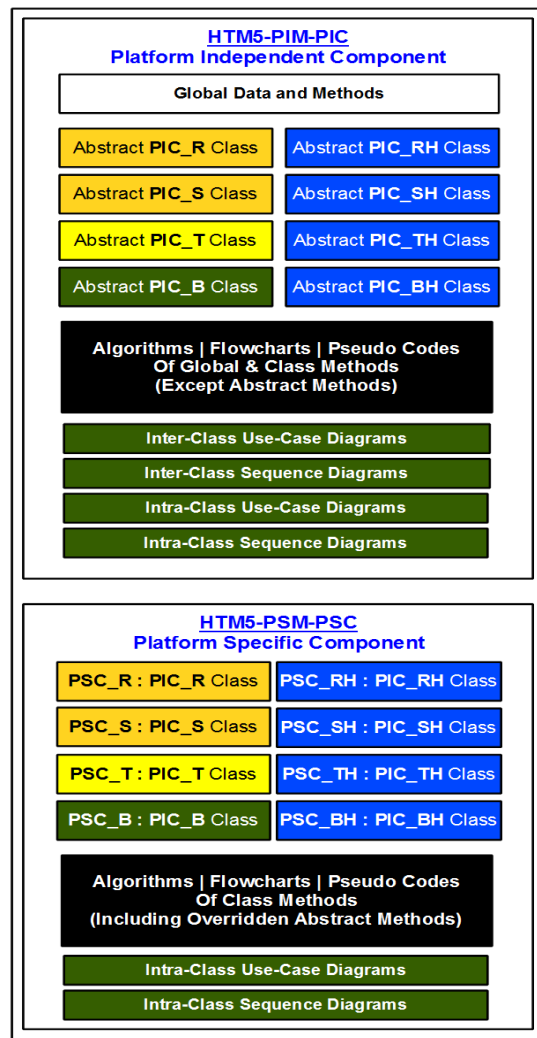 HTM5-PIM-PIC
Platform Independent Component
Global Data and Methods
Abstract PIC_R Class
Abstract PIC_RH Class
Abstract PIC_S Class
Abstract PIC_SH Class
Abstract PIC_T Class
Abstract PIC_TH Class
Abstract PIC_B Class
Abstract PIC_BH Class
Algorithms | Flowcharts | Pseudo Codes
Of Global & Class Methods
(Except Abstract Methods)
Inter-Class Use-Case Diagrams
Inter-Class Sequence Diagrams
Intra-Class Use-Case Diagrams
Intra-Class Sequence Diagrams
HTM5-PSM-PSC
Platform Specific Component
PSC_R : PIC_R Class
PSC_RH : PIC_RH Class
PSC_S : PIC_S Class
PSC_SH : PIC_SH Class
PSC_T : PIC_T Class
PSC_TH : PIC_TH Class
PSC_B : PIC_B Class
PSC_BH : PIC_BH Class
Algorithms | Flowcharts | Pseudo Codes
Of Class Methods
(Including Overridden Abstract Methods)
Intra-Class Use-Case Diagrams
Intra-Class Sequence Diagrams